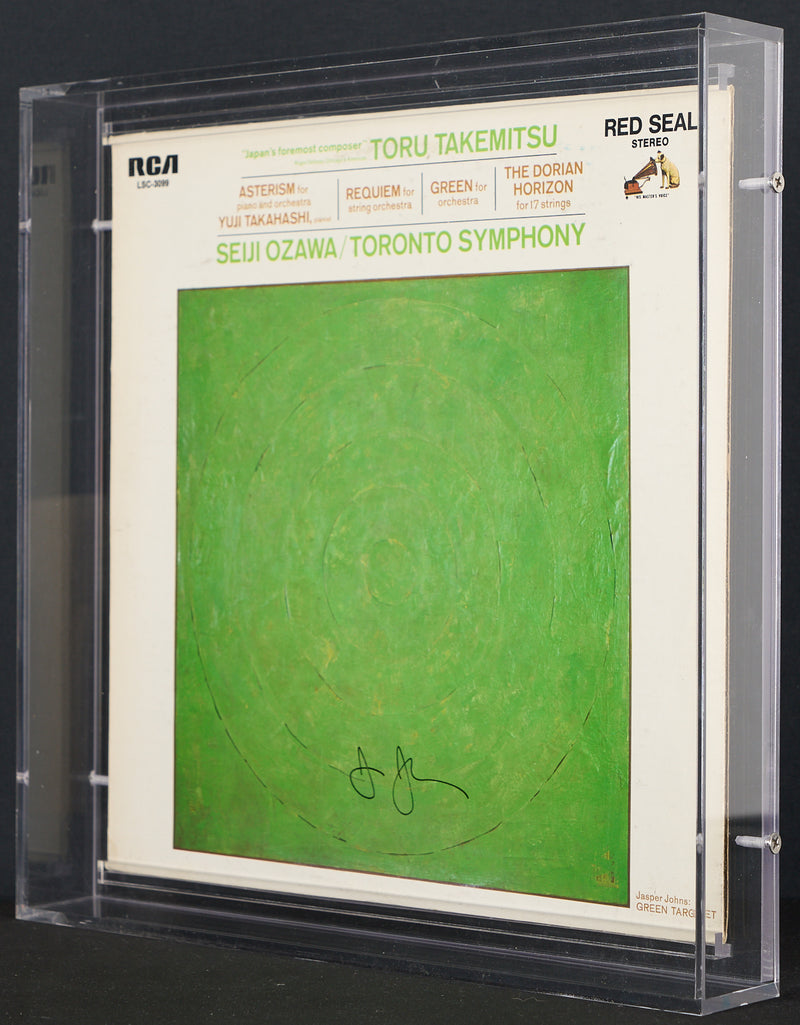 "Japan's foremost composer" TORU TAKEMITSU
RCA
LSC-3099
RED SEAL
STEREO
"HIS MASTER'S VOICE"
ASTERISM for
piano and orchestra
YUJI TAKAHASHI, pianist
REQUIEM for
string orchestra
GREEN for
orchestra
THE DORIAN
HORIZON
for 17 strings
SEIJI OZAWA/TORONTO SYMPHONY
Jasper Johns:
GREEN TARGET